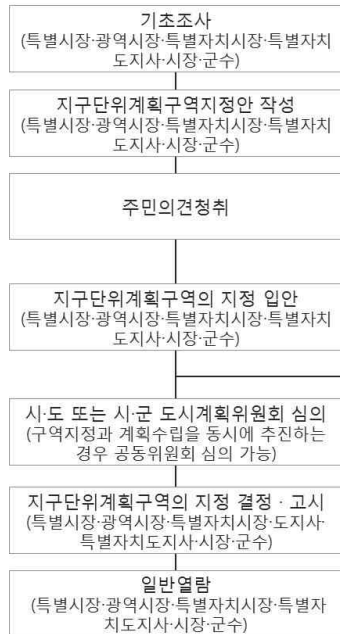 기초조사
(특별시장·광역시장·특별자치시장·특별자치
도지사·시장·군수)
지구단위계획구역지정안 작성
(특별시장·광역시장·특별자치시장·특별자치
도지사·시장·군수)
주민의견청취
지구단위계획구역의 지정 입안
(특별시장·광역시장·특별자치시장·특별자치
도지사·시장·군수)
시·도 또는 시·군 도시계획위원회 심의
(구역지정과 계획수립을 동시에 추진하는
경우 공동위원회 심의 가능)
지구단위계획구역의 지정 결정·고시
(특별시장·광역시장·특별자치시장·도지사·
특별자치도지사·시장·군수)
일반열람
(특별시장·광역시장·특별자치시장·특별자
치도지사·시장·군수)